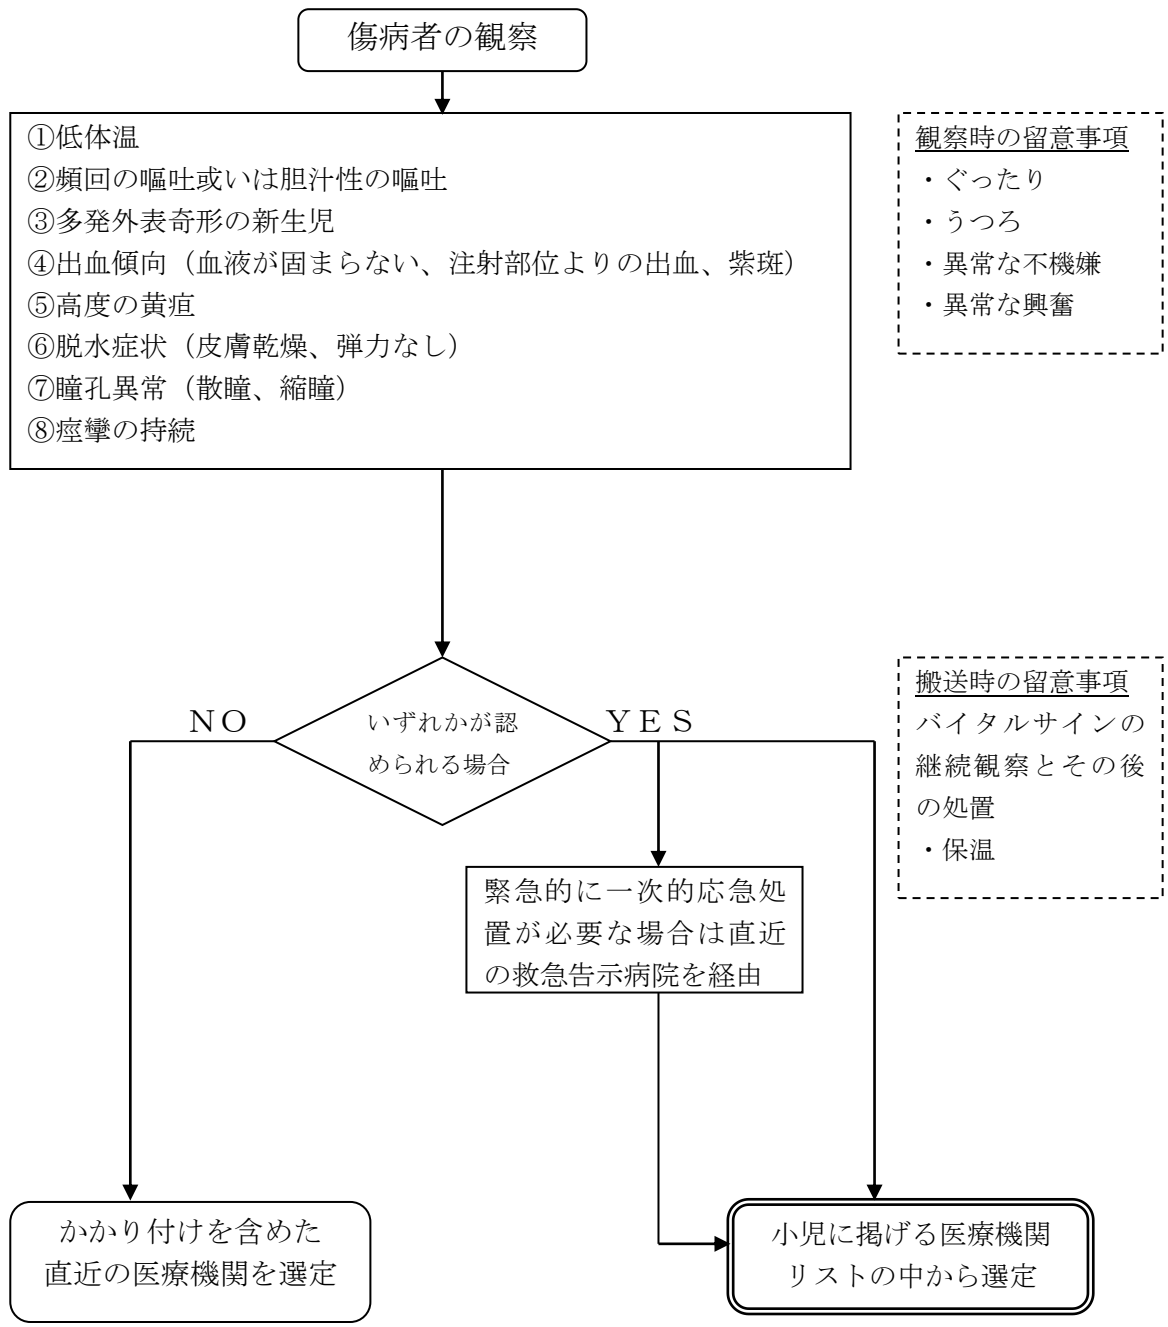 傷病者の観察
①低体温
②頻回の嘔吐或いは胆汁性の嘔吐
③多発外表奇形の新生児
④出血傾向（血液が固まらない、注射部位よりの出血、紫斑）
⑤高度の黄疸
⑥脱水症状（皮膚乾燥、弾力なし）
⑦瞳孔異常（散瞳、縮瞳）
⑧痙攣の持続
観察時の留意事項
・ぐったり
・うつろ
・異常な不機嫌
・異常な興奮
NO
いずれかが認
められる場合
YES
搬送時の留意事項
バイタルサインの
継続観察とその後
の処置
・保温
緊急的に一次的応急処
置が必要な場合は直近
の救急告示病院を経由
かかり付けを含めた
直近の医療機関を選定
小児に掲げる医療機関
リストの中から選定